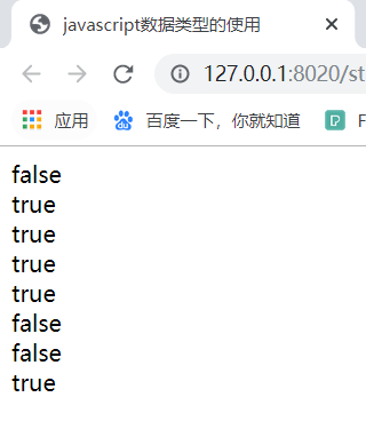 javascript数据类型的使用
127.0.0.1:8020/st
应用 百度一下，你就知道
false
true
true
true
true
false
false
true